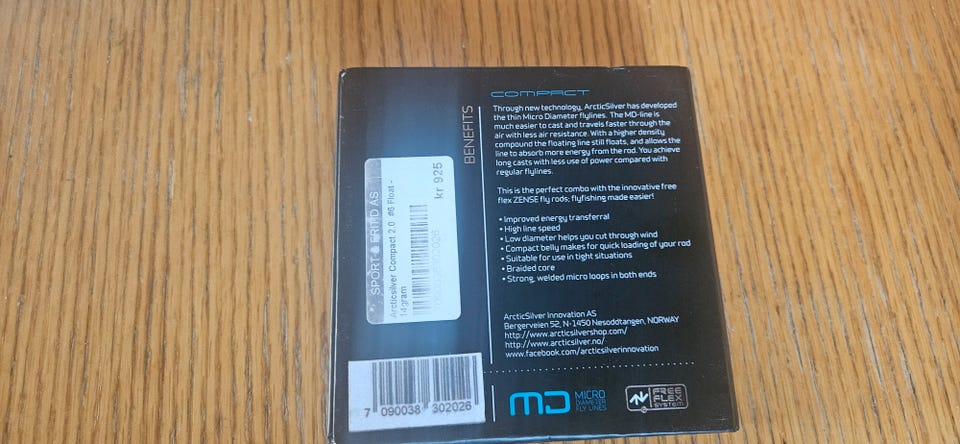 COMPACT
Through new technology, ArcticSilver has developed
the thin Micro Diameter flylines. The MD-line is
much easier to cast and travels faster through the
air with less air resistance. With a higher density
compound the floating line still floats, and allows the
line to absorb more energy from the rod. You achieve
long casts with less use of power compared with
regular flylines.
This is the perfect combo with the innovative free
flex ZENSE fly rods; flyfishing made easier!
• Improved energy transferral
• High line speed
• Low diameter helps you cut through wind
• Compact belly makes for quick loading of your rod
• Suitable for use in tight situations
• Braided core
• Strong, welded micro loops in both ends
ArcticSilver Innovation AS
Bergerveien 52, N-1450 Nesoddtangen, NORWAY
http://www.arcticsilvershop.com/
http://www.arcticsilver.no/
www.facebook.com/arcticsilverinnovation
BENEFITS
SPORT FRITID AS
Arcticsilver Compact 2.0 #6 Float -
14gram
kr 925
7 090038 302026
MD MICRO
DIAMETER
FLY LINES
FREE
FLEX
SYSTEM